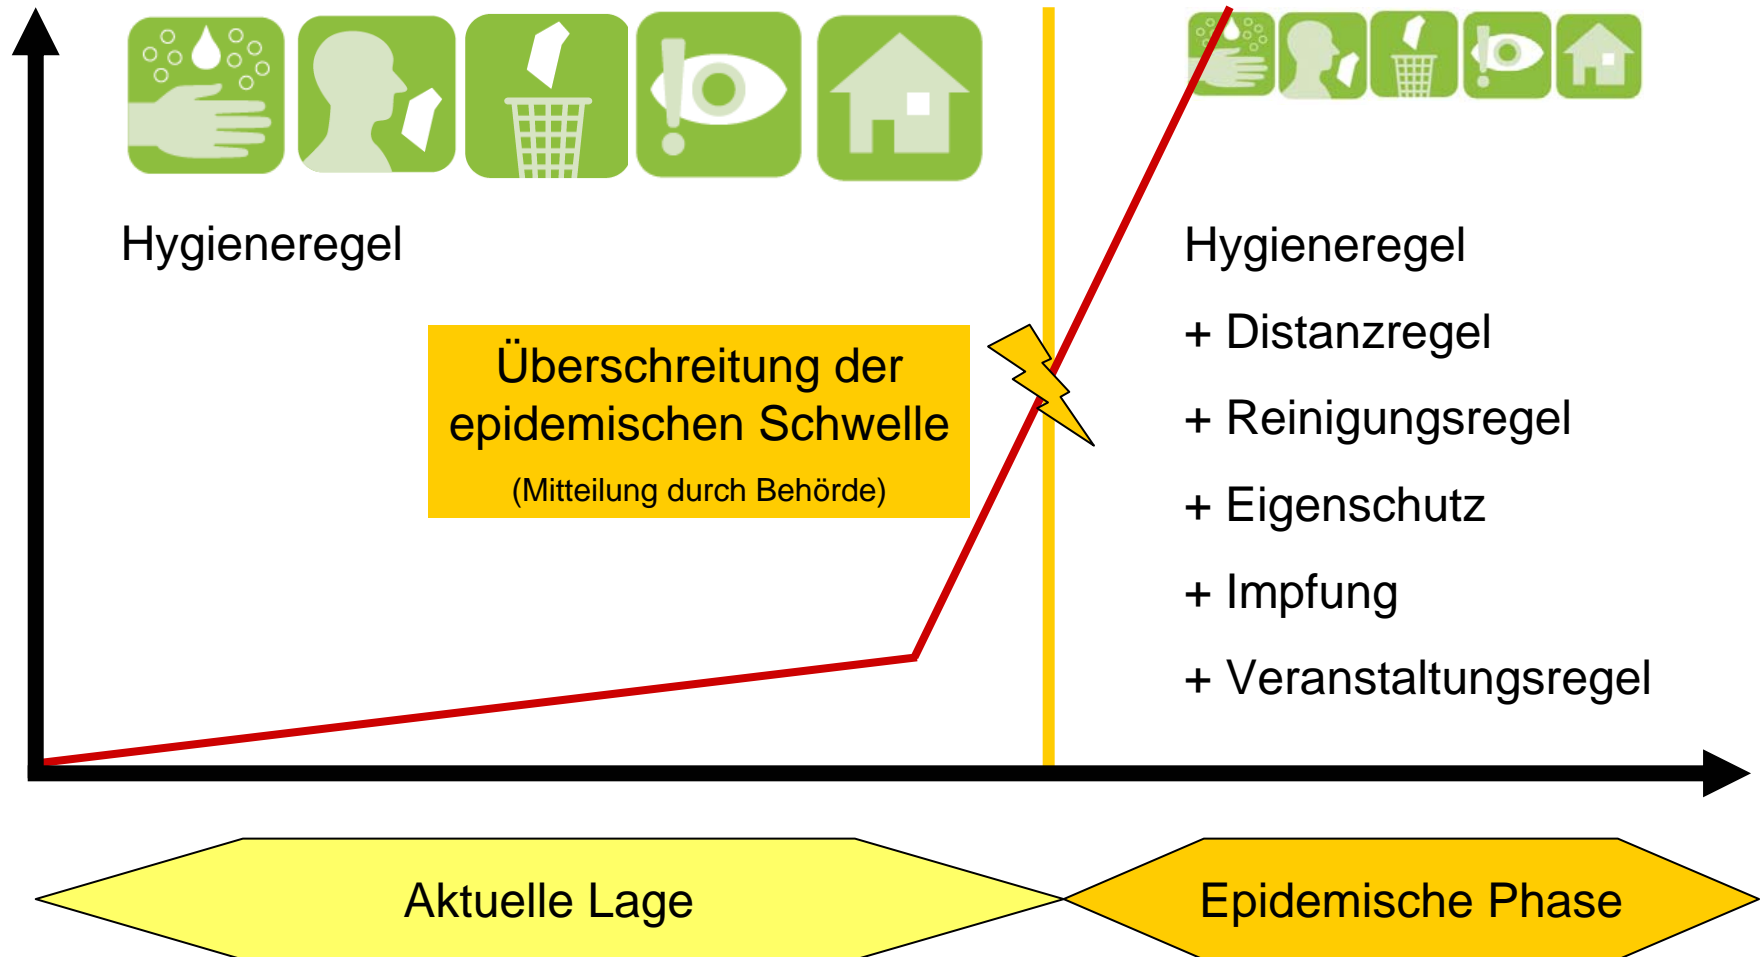 Hygieneregel
Überschreitung der
epidemischen Schwelle
(Mitteilung durch Behörde)
Hygieneregel
+ Distanzregel
+ Reinigungsregel
+ Eigenschutz
+ Impfung
+ Veranstaltungsregel
Aktuelle Lage
Epidemische Phase